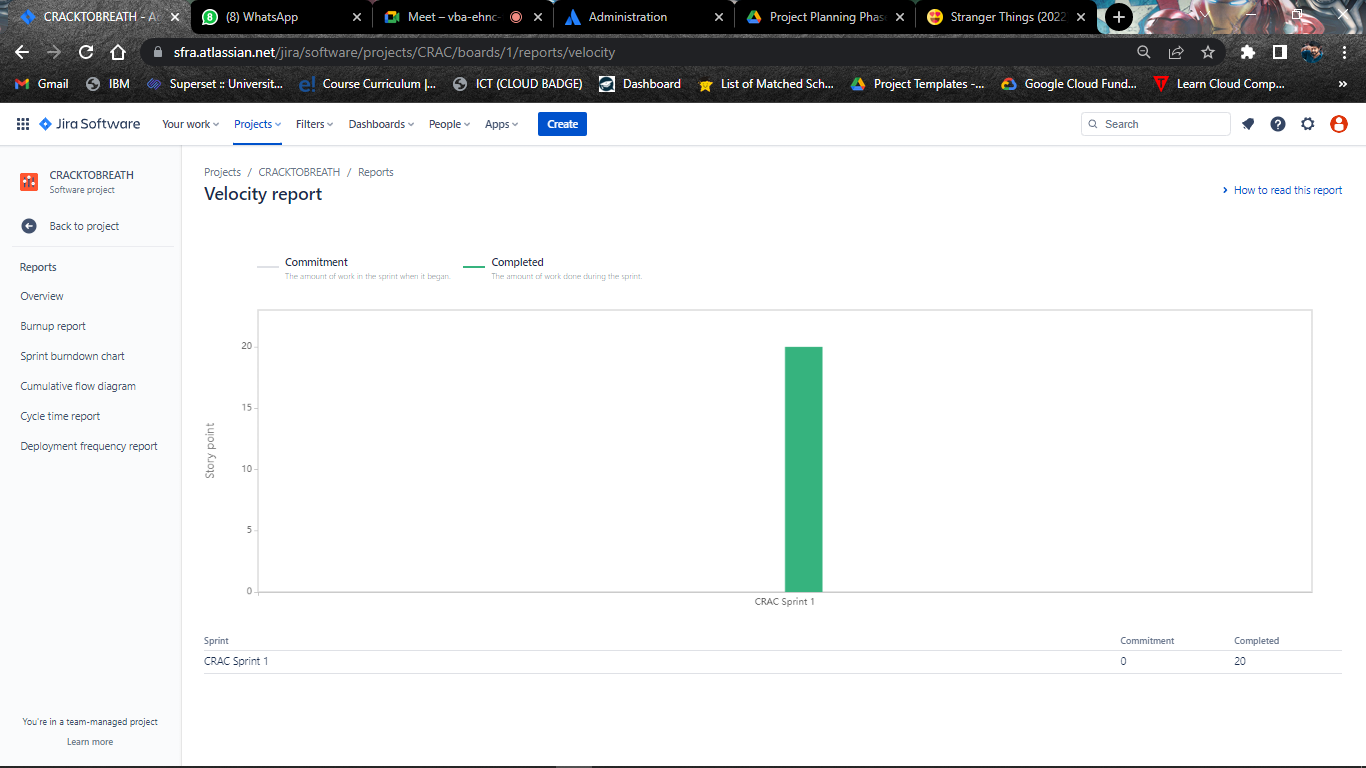 CRACKTOBREATH - A
(8) WhatsApp
Meet – vba-ehnc-
Administration
Project Planning Phas
Stranger Things (2022
sfra.atlassian.net/jira/software/projects/CRAC/boards/1/reports/velocity
Gmail
IBM
Superset :: Universit...
Course Curriculum |...
ICT (CLOUD BADGE)
Dashboard
List of Matched Sch...
Project Templates -...
Google Cloud Fund...
Learn Cloud Comp...
»
Jira Software
Your work
Projects
Filters
Dashboards
People
Apps
Create
Search
CRACKTOBREATH
Software project
Back to project
Reports
Overview
Burnup report
Sprint burndown chart
Cumulative flow diagram
Cycle time report
Deployment frequency report
You're in a team-managed project
Learn more
Projects / CRACKTOBREATH / Reports
Velocity report
How to read this report
Commitment
The amount of work in the sprint when it began.
Completed
The amount of work done during the sprint.
Story point
20
15
10
5
0
CRAC Sprint 1
Sprint Commitment Completed
CRAC Sprint 1 0 20